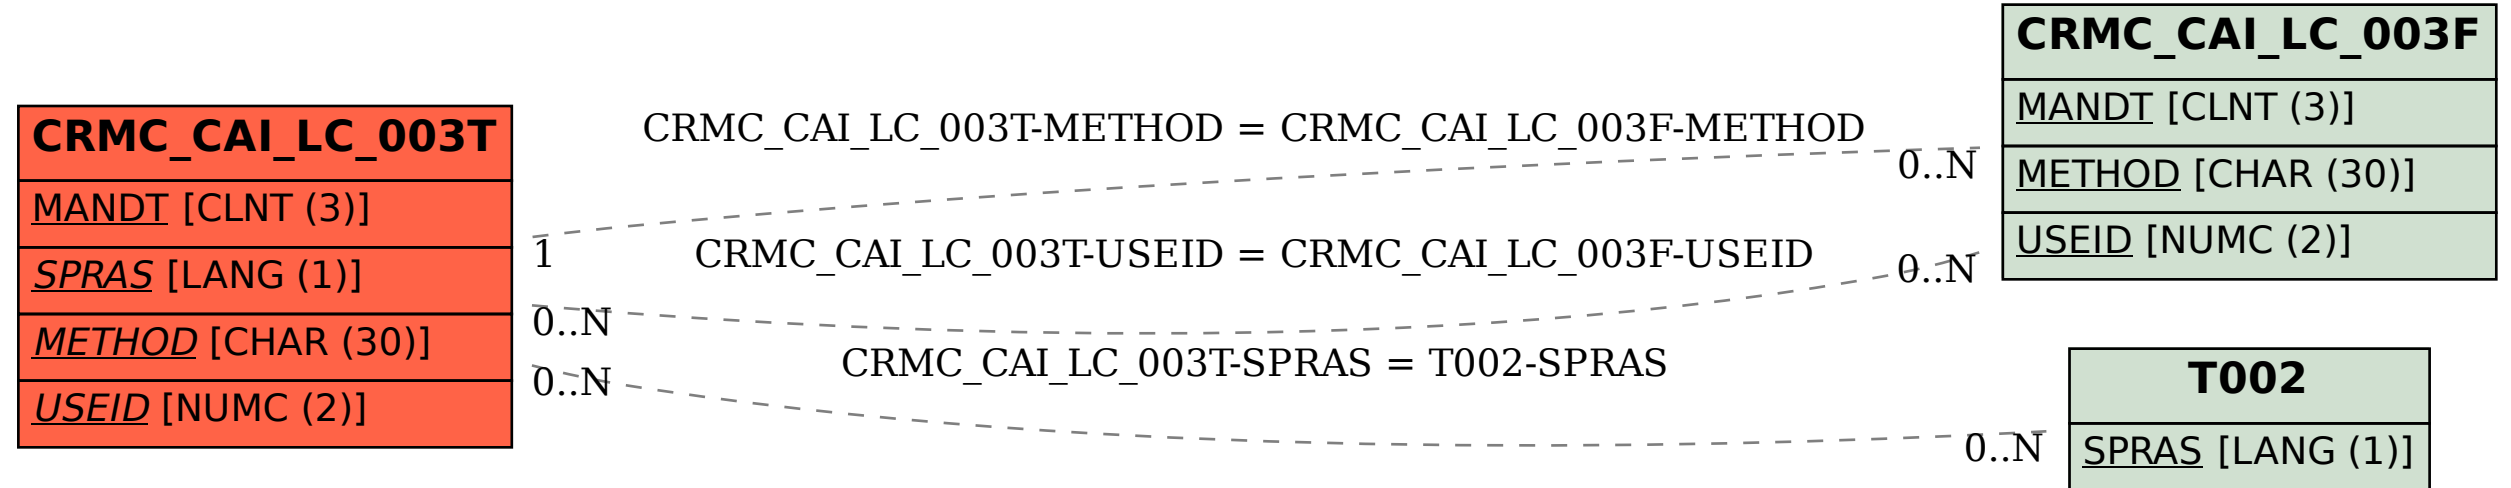 CRMC_CAI_LC_003T
MANDT [CLNT (3)]
SPRAS [LANG (1)]
METHOD [CHAR (30)]
USEID [NUMC (2)]
CRMC_CAI_LC_003T-METHOD = CRMC_CAI_LC_003F-METHOD
0..N
1
CRMC_CAI_LC_003T-USEID = CRMC_CAI_LC_003F-USEID
0..N
0..N
CRMC_CAI_LC_003T-SPRAS = T002-SPRAS
0..N
0..N
CRMC_CAI_LC_003F
MANDT [CLNT (3)]
METHOD [CHAR (30)]
USEID [NUMC (2)]
T002
SPRAS [LANG (1)]